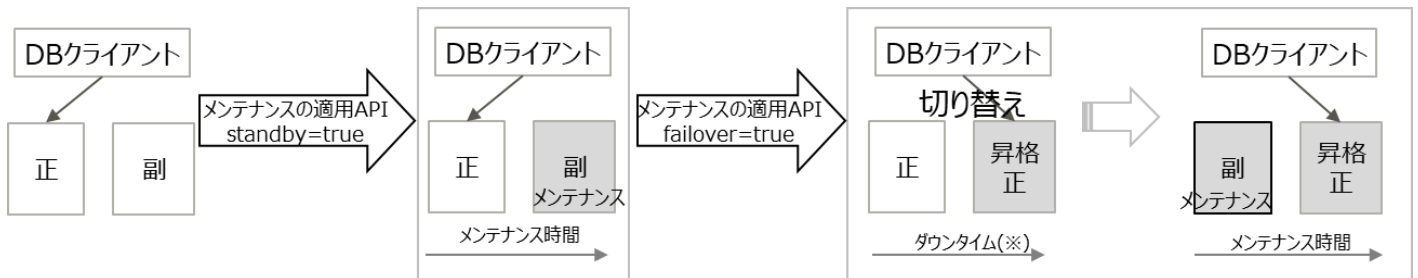 DBクライアント
正
副
メンテナンスの適用API
standby=true
DBクライアント
正
副
メンテナンス
メンテナンス時間
メンテナンスの適用API
failover=true
DBクライアント
切り替え
正
昇格
正
ダウンタイム(※)
DBクライアント
副
メンテナンス
昇格
正
メンテナンス時間